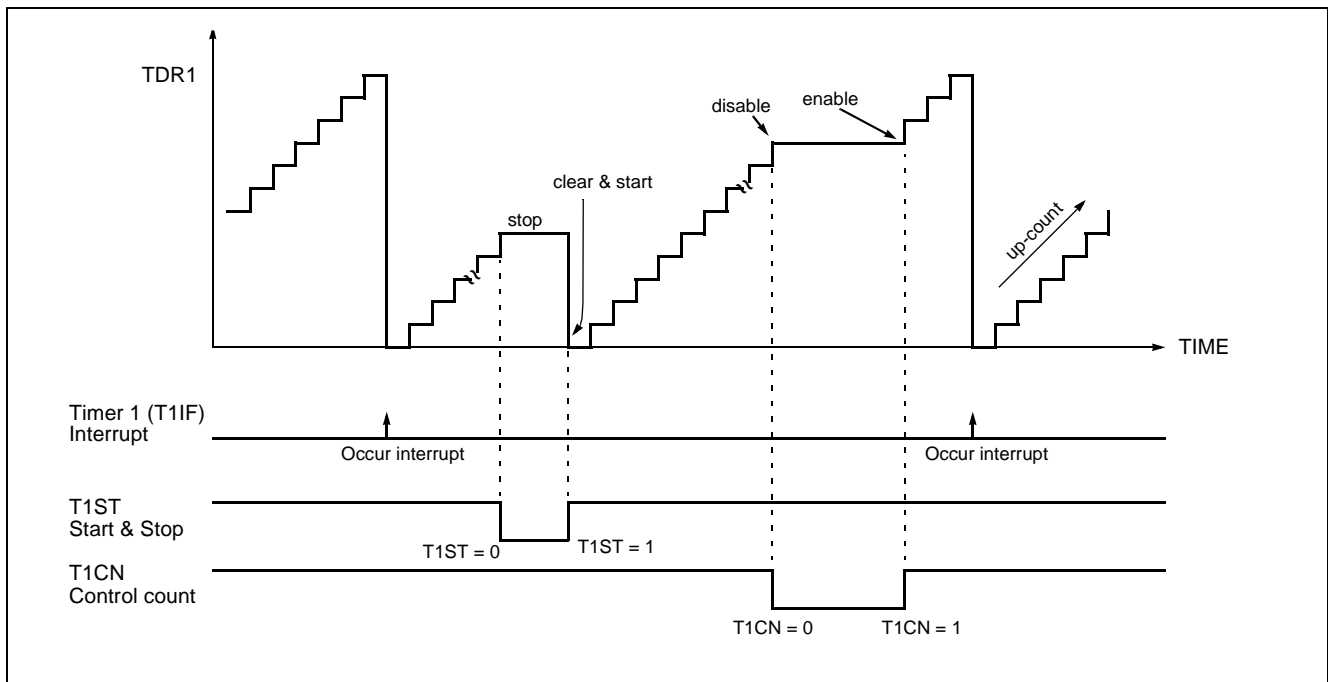 TDR1
disable
enable
clear & start
stop
up-count
TIME
Timer 1 (T1IF)
Interrupt
Occur interrupt
Occur interrupt
T1ST
Start & Stop
T1ST = 0
T1ST = 1
T1CN
Control count
T1CN = 0
T1CN = 1